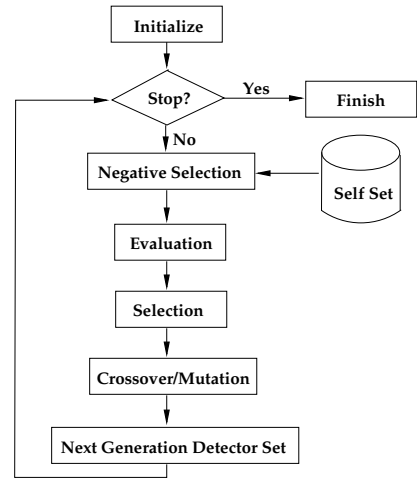 Initialize
Stop?
Yes
Finish
No
Negative Selection
Self Set
Evaluation
Selection
Crossover/Mutation
Next Generation Detector Set